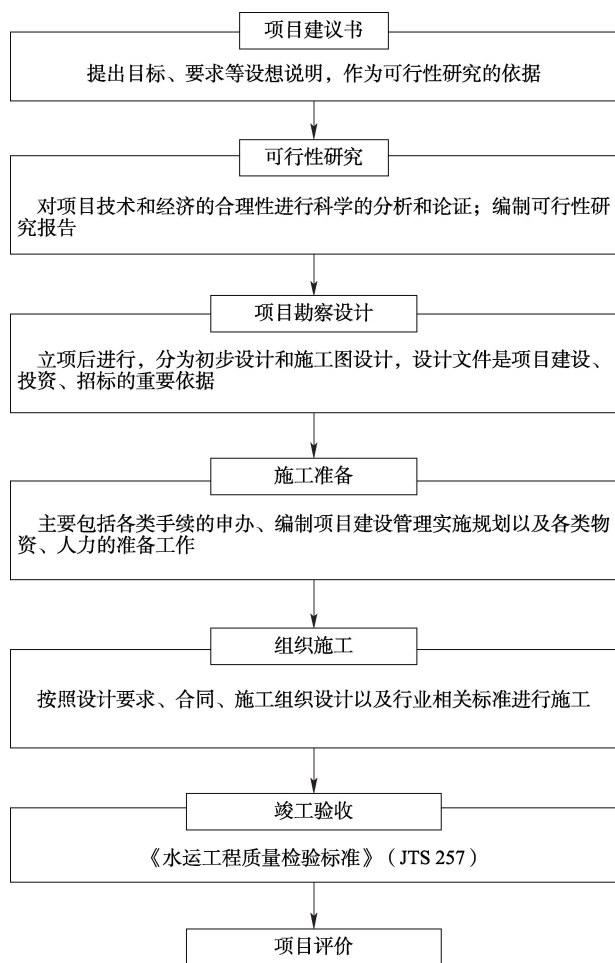 项目建议书
提出目标、要求等设想说明，作为可行性研究的依据
可行性研究
对项目技术和经济的合理性进行科学的分析和论证；编制可行性研
究报告
项目勘察设计
立项后进行，分为初步设计和施工图设计，设计文件是项目建设、
投资、招标的重要依据
施工准备
主要包括各类手续的申办、编制项目建设管理实施规划以及各类物
资、人力的准备工作
组织施工
按照设计要求、合同、施工组织设计以及行业相关标准进行施工
竣工验收
《水运工程质量检验标准》（JTS 257）
项目评价